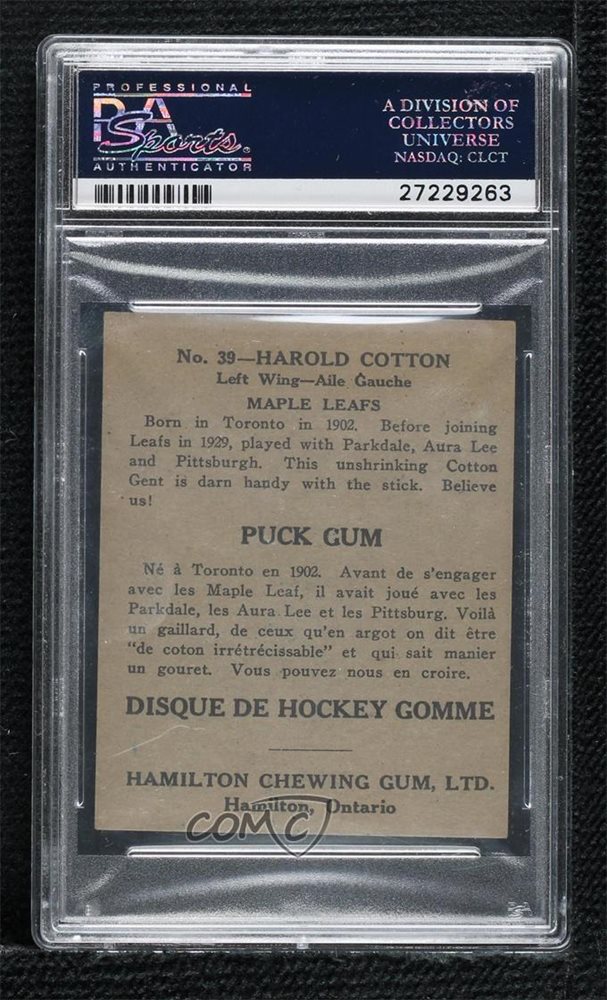 PROFESSIONAL
PSA
Sports.
AUTHENTICATOR
A DIVISION OF
COLLECTORS
UNIVERSE
NASDAQ: CLCT
27229263
No. 39—HAROLD COTTON
Left Wing—Aile Gauche
MAPLE LEAFS
Born in Toronto in 1902. Before joining
Leafs in 1929, played with Parkdale, Aura Lee
and Pittsburgh. This unshrinking Cotton
Gent is darn handy with the stick. Believe
us!
PUCK GUM
Né à Toronto en 1902. Avant de s'engager
avec les Maple Leaf, il avait joué avec les
Parkdale, les Aura Lee et les Pittsburg. Voilà
un gaillard, de ceux qu'en argot on dit être
"de coton irrétrécissable" et qui sait manier
un gouret. Vous pouvez nous en croire.
DISQUE DE HOCKEY GOMME
HAMILTON CHEWING GUM, LTD.
Hamilton, Ontario
COMC
PSA